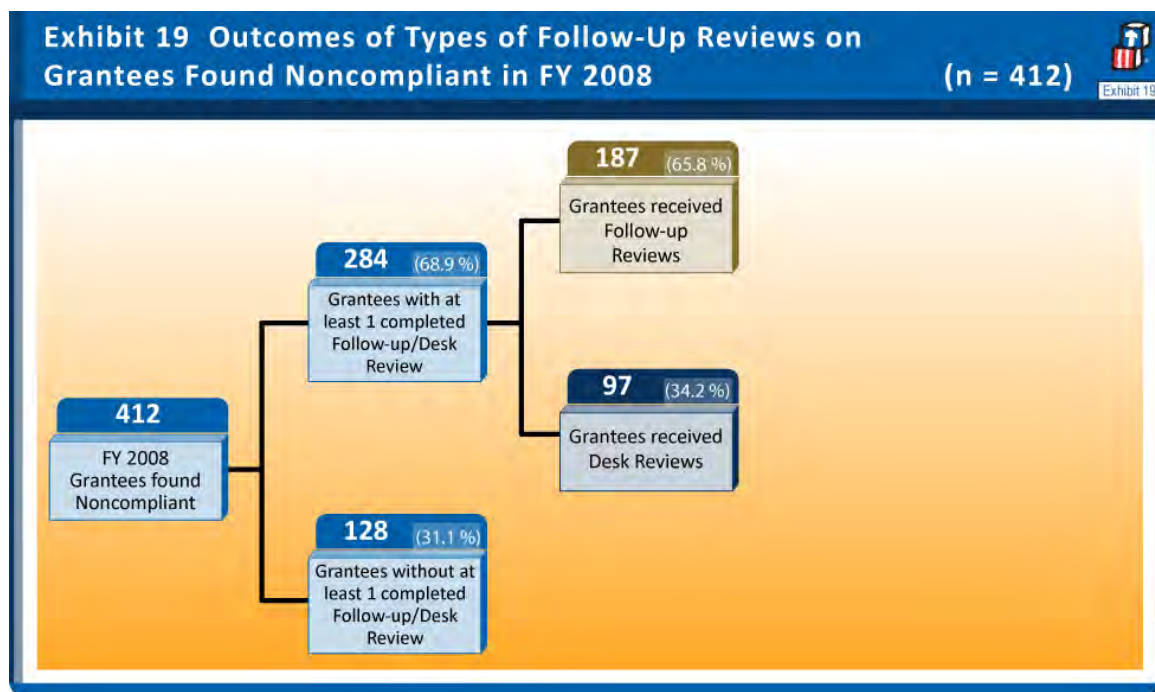 Exhibit 19 Outcomes of Types of Follow-Up Reviews on
Grantees Found Noncompliant in FY 2008 (n = 412)
Exhibit 19
187 (65.8 %)
Grantees received
Follow-up
Reviews
284 (68.9 %)
Grantees with at
least 1 completed
Follow-up/Desk
Review
97 (34.2 %)
Grantees received
Desk Reviews
412
FY 2008
Grantees found
Noncompliant
128 (31.1 %)
Grantees without at
least 1 completed
Follow-up/Desk
Review